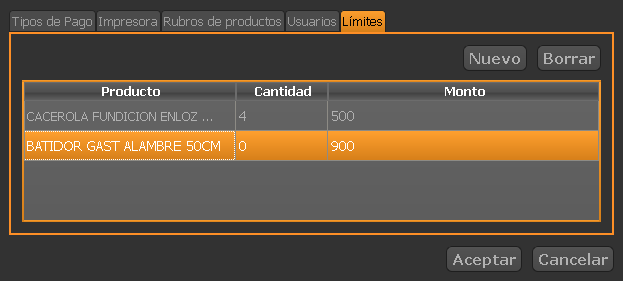 Tipos de Pago Impresora Rubros de productos Usuarios Límites
Nuevo Borrar
Producto Cantidad Monto
CACEROLA FUNDICION ENLOZ ... 4 500
BATIDOR GAST ALAMBRE 50CM 0 900
Aceptar Cancelar